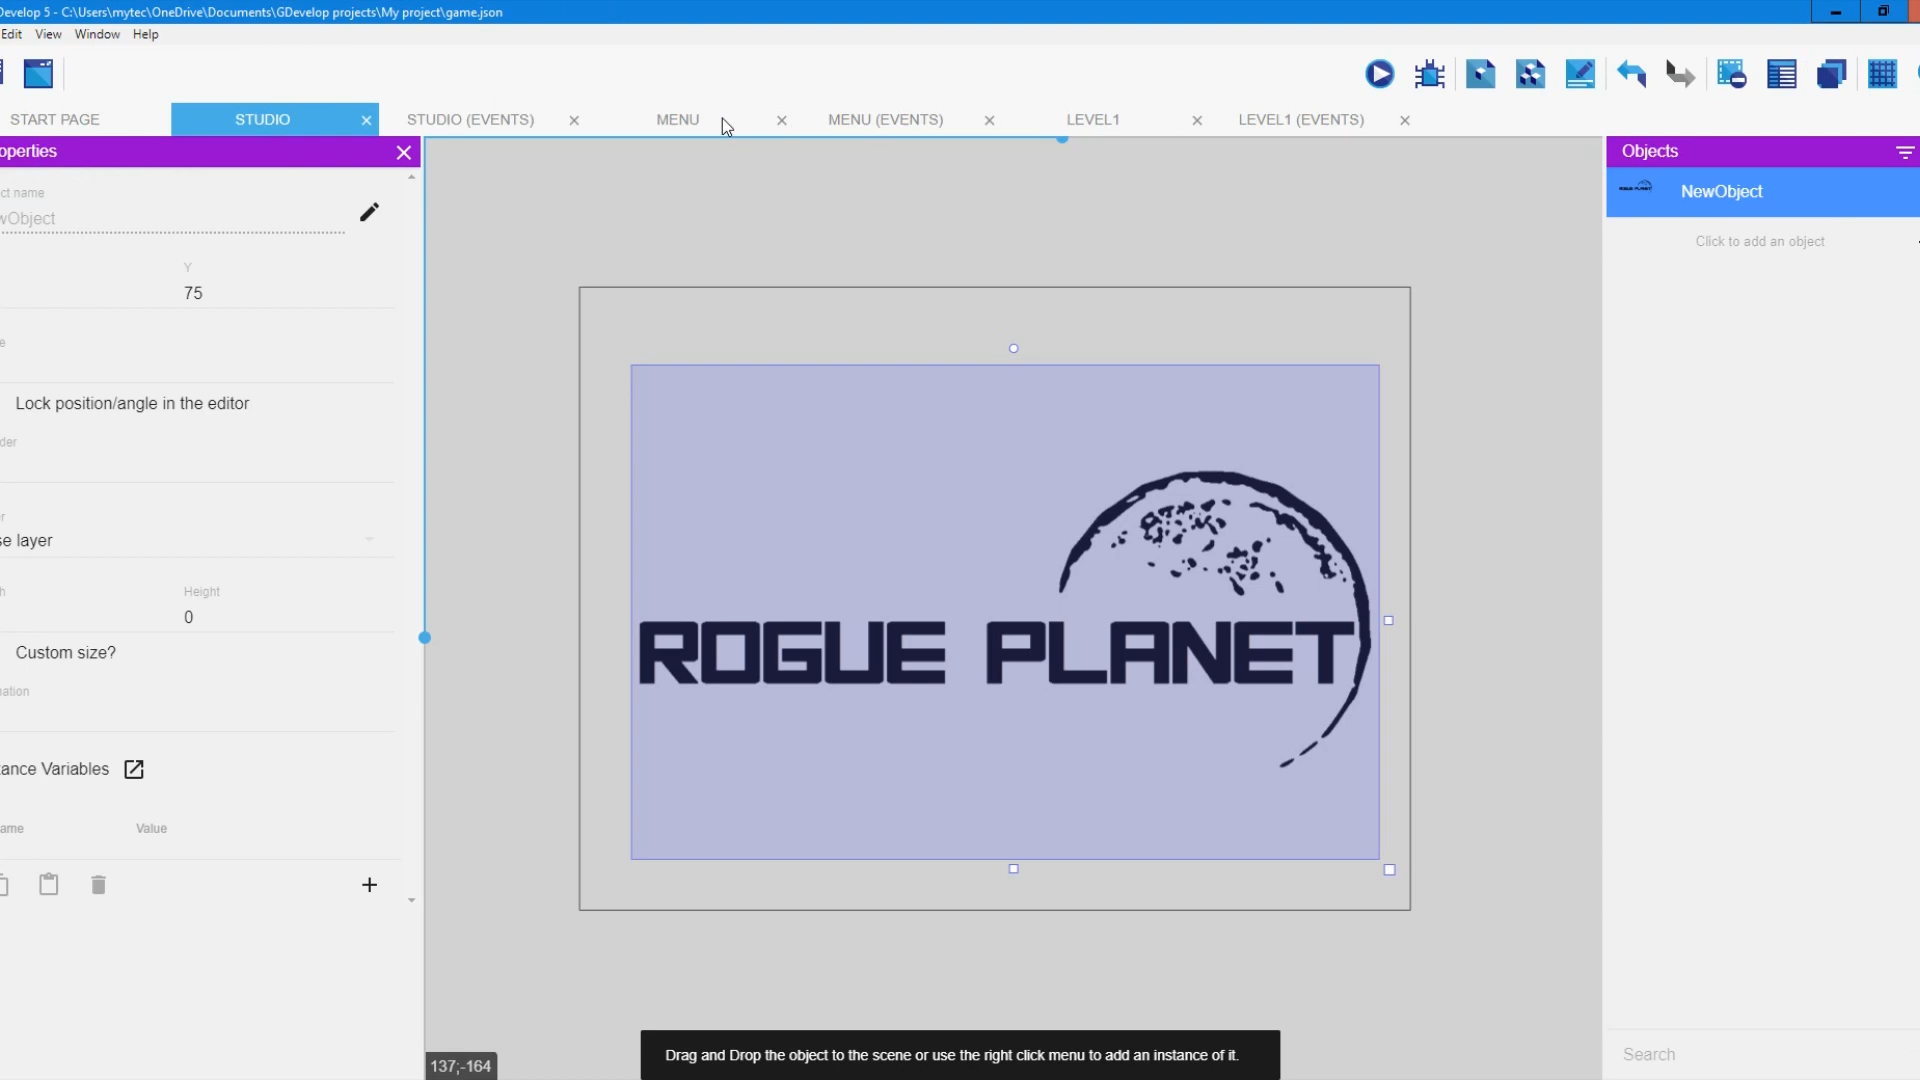 Develop 5 - C:\Users\mytec\OneDrive\Documents\GDevelop projects\My project\game.json
Edit View Window Help
START PAGE STUDIO STUDIO (EVENTS) MENU MENU (EVENTS) LEVEL1 LEVEL1 (EVENTS)
operties
Objects
ct name
wObject
NewObject
Click to add an object
Y
75
e
Lock position/angle in the editor
der
er
se layer
h Height
0
Custom size?
nation
tance Variables
ame Value
ROGUE PLANET
137;-164
Drag and Drop the object to the scene or use the right click menu to add an instance of it.
Search